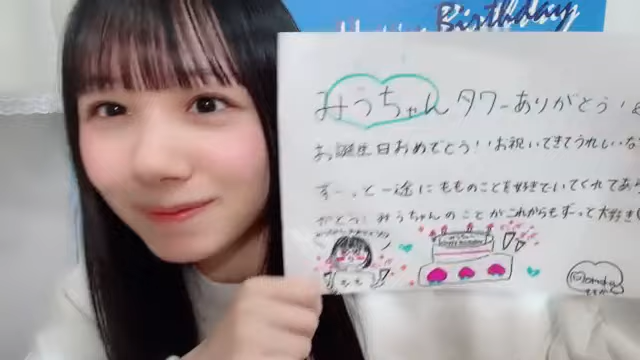 Happy Birthday
みうちゃん タワーありがとう!
お誕生日おめでとう!!お祝いできてうれしいな
ずーっと一途にもものことを好きでいてくれてあり
がとう! みうちゃんのことがこれからもずーっと大好き
もも